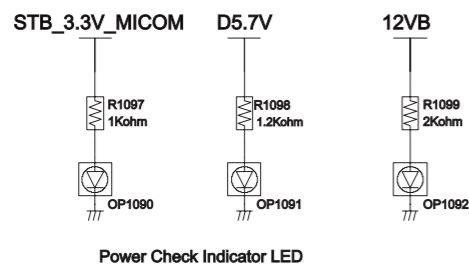 STB_3.3V_MICOM D5.7V 12VB
R1097 R1098 R1099
1Kohm 1.2Kohm 2Kohm
OP1090 OP1091 OP1092
Power Check Indicator LED